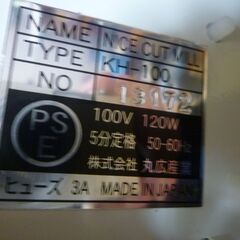 NAME NICE CUT MILL
TYPE KH-100
NO 13172
PSE
100V 120W
5分定格 50-60Hz
株式会社 丸広産業
ヒューズ 3A MADE IN JAPAN